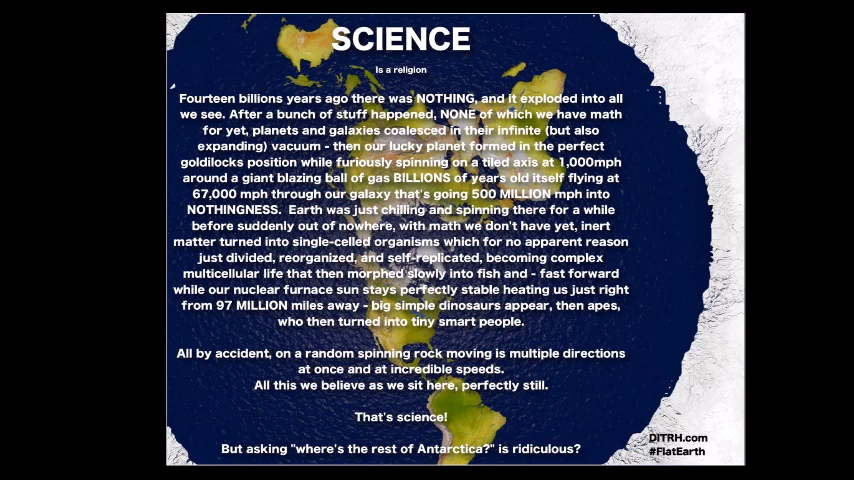 SCIENCE
Is a religion
Fourteen billions years ago there was NOTHING, and it exploded into all
we see. After a bunch of stuff happened, NONE of which we have math
for yet, planets and galaxies coalesced in their infinite (but also
expanding) vacuum - then our lucky planet formed in the perfect
goldilocks position while furiously spinning on a tiled axis at 1,000mph
around a giant blazing ball of gas BILLIONS of years old itself flying at
67,000 mph through our galaxy that's going 500 MILLION mph into
NOTHINGNESS. Earth was just chilling and spinning there for a while
before suddenly out of nowhere, with math we don't have yet, inert
matter turned into single-celled organisms which for no apparent reason
just divided, reorganized, and self-replicated, becoming complex
multicellular life that then morphed slowly into fish and - fast forward
while our nuclear furnace sun stays perfectly stable heating us just right
from 97 MILLION miles away - big simple dinosaurs appear, then apes,
who then turned into tiny smart people.
All by accident, on a random spinning rock moving is multiple directions
at once and at incredible speeds.
All this we believe as we sit here, perfectly still.
That's science!
But asking "where's the rest of Antarctica?" is ridiculous?
DITRH.com
#FlatEarth